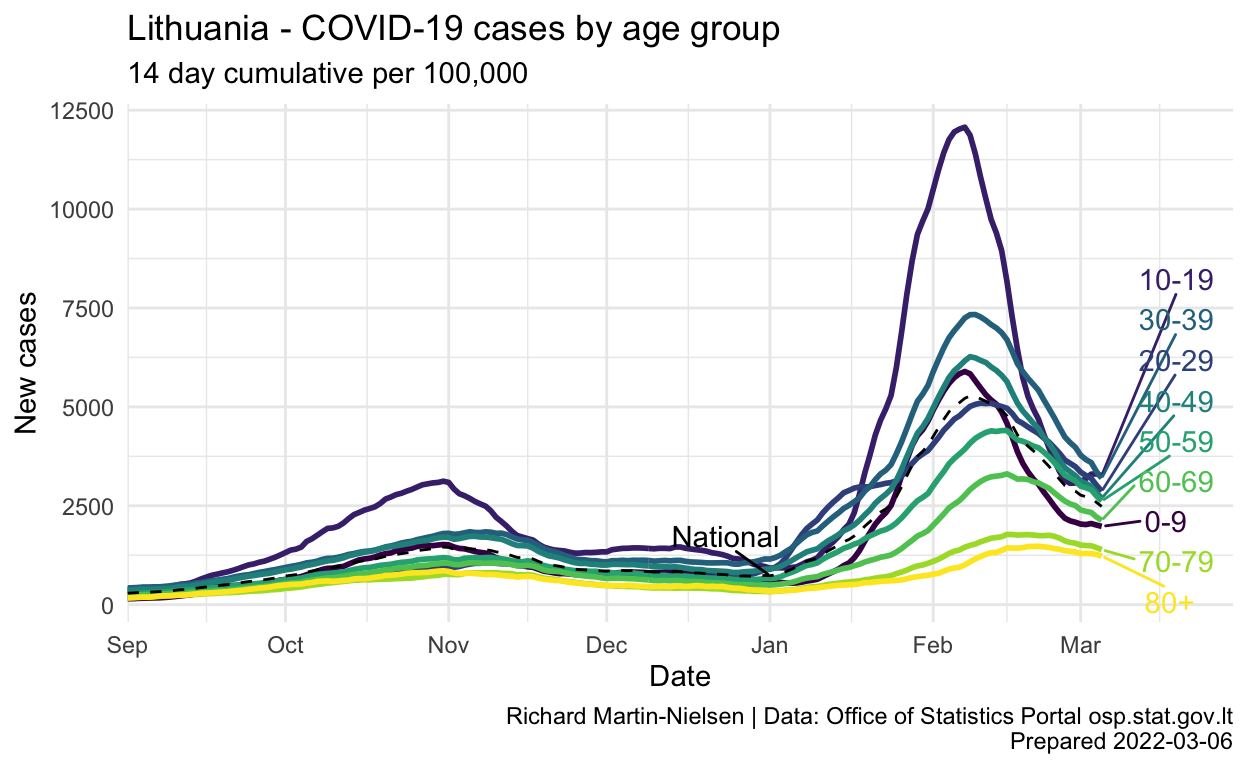 Lithuania - COVID-19 cases by age group
14 day cumulative per 100,000
12500
10000
7500
5000
2500
0
New cases
National
10-19
30-39
20-29
40-49
50-59
60-69
0-9
70-79
80+
Sep Oct Nov Dec Jan Feb Mar
Date
Richard Martin-Nielsen | Data: Office of Statistics Portal osp.stat.gov.lt
Prepared 2022-03-06